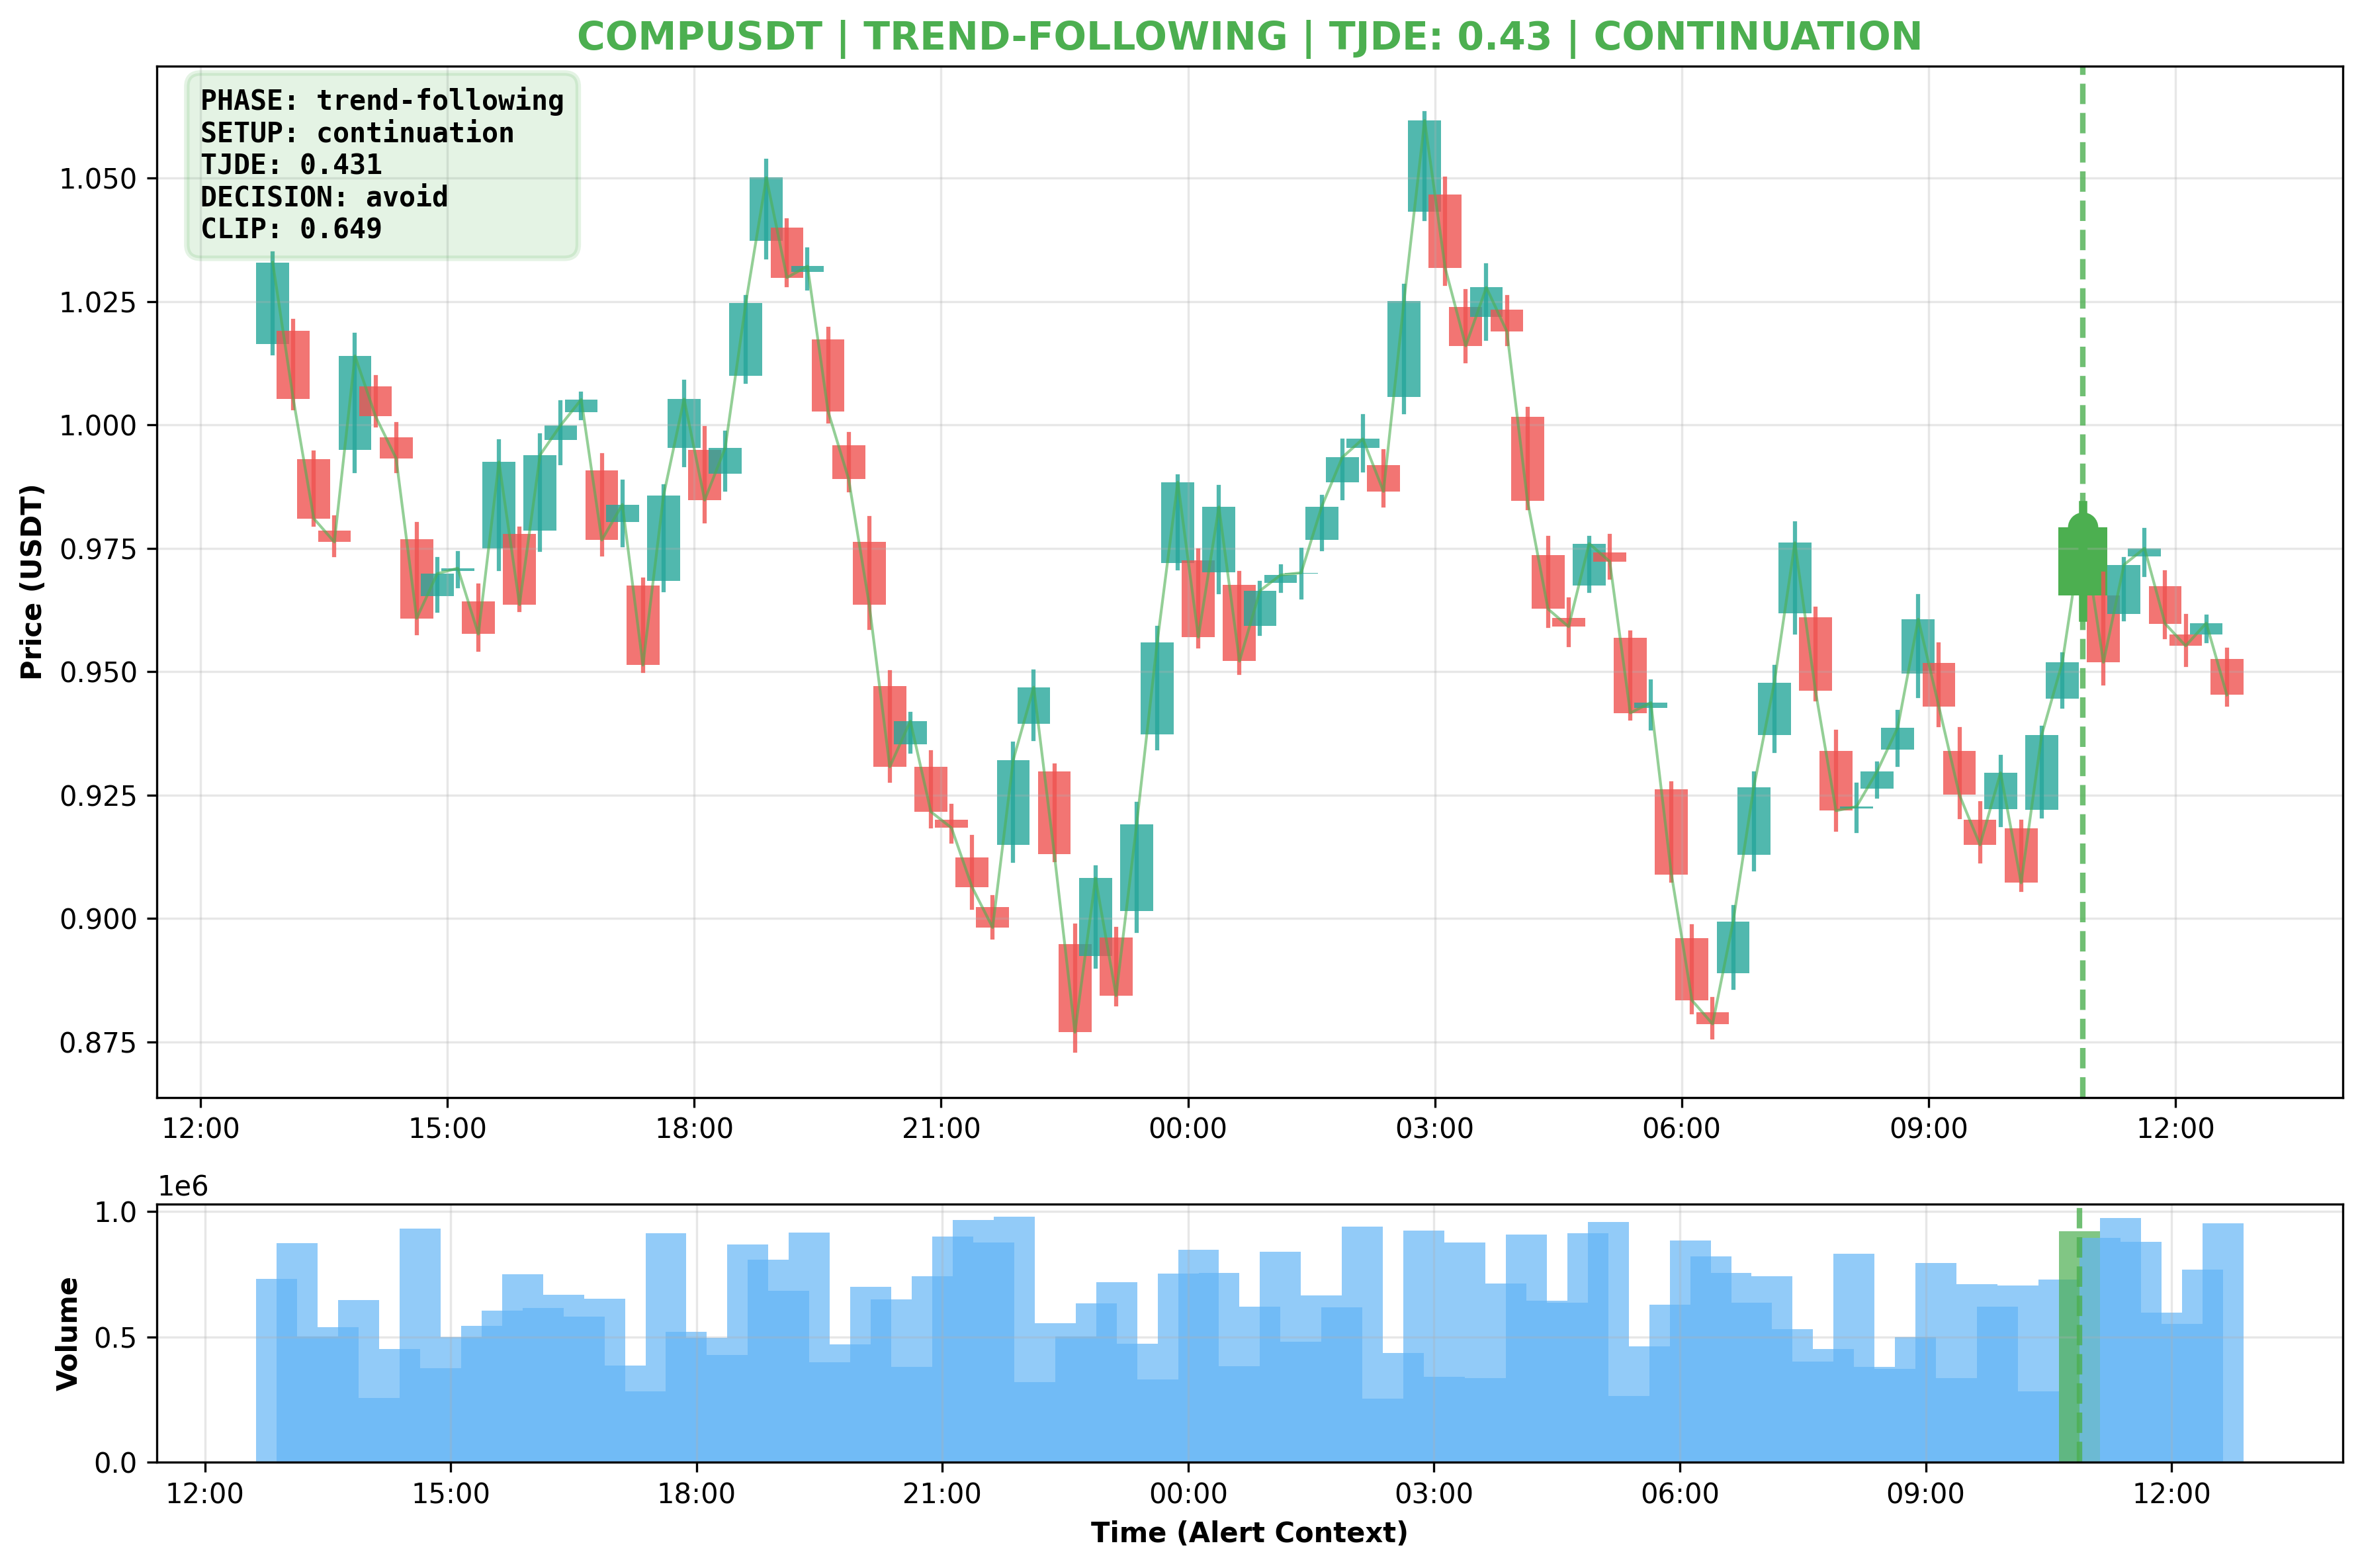 COMPUSDT | TREND-FOLLOWING | TJDE: 0.43 | CONTINUATION
PHASE: trend-following
SETUP: continuation
TJDE: 0.431
DECISION: avoid
CLIP: 0.649
Price (USDT)
1.050
1.025
1.000
0.975
0.950
0.925
0.900
0.875
12:00 15:00 18:00 21:00 00:00 03:00 06:00 09:00 12:00
1e6
Volume
1.0
0.5
0.0
12:00 15:00 18:00 21:00 00:00 03:00 06:00 09:00 12:00
Time (Alert Context)